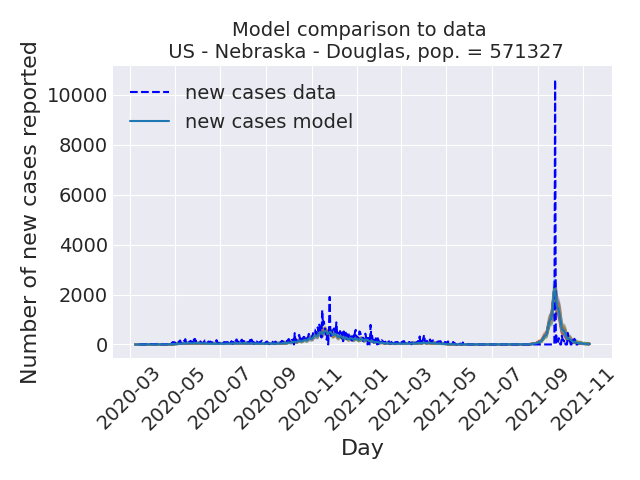 Model comparison to data
US - Nebraska - Douglas, pop. = 571327
new cases data
new cases model
Number of new cases reported
10000
8000
6000
4000
2000
0
2020-03
2020-05
2020-07
2020-09
2020-11
2021-01
2021-03
2021-05
2021-07
2021-09
2021-11
Day